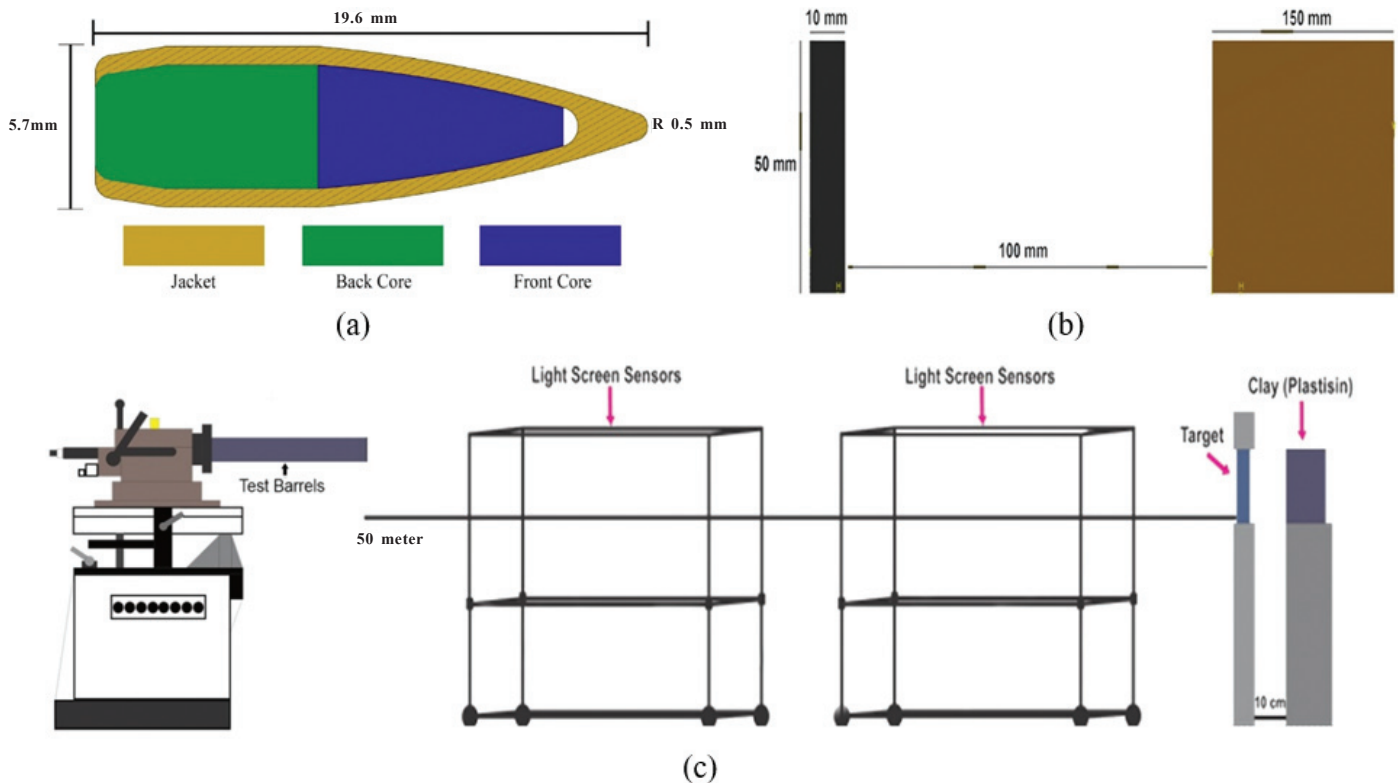 19.6 mm
5.7mm
R 0.5 mm
Jacket
Back Core
Front Core
(a)
10 mm
150 mm
50 mm
100 mm
H
H
(b)
Light Screen Sensors
Light Screen Sensors
Clay (Plastisin)
Target
Test Barrels
50 meter
10 cm
(c)